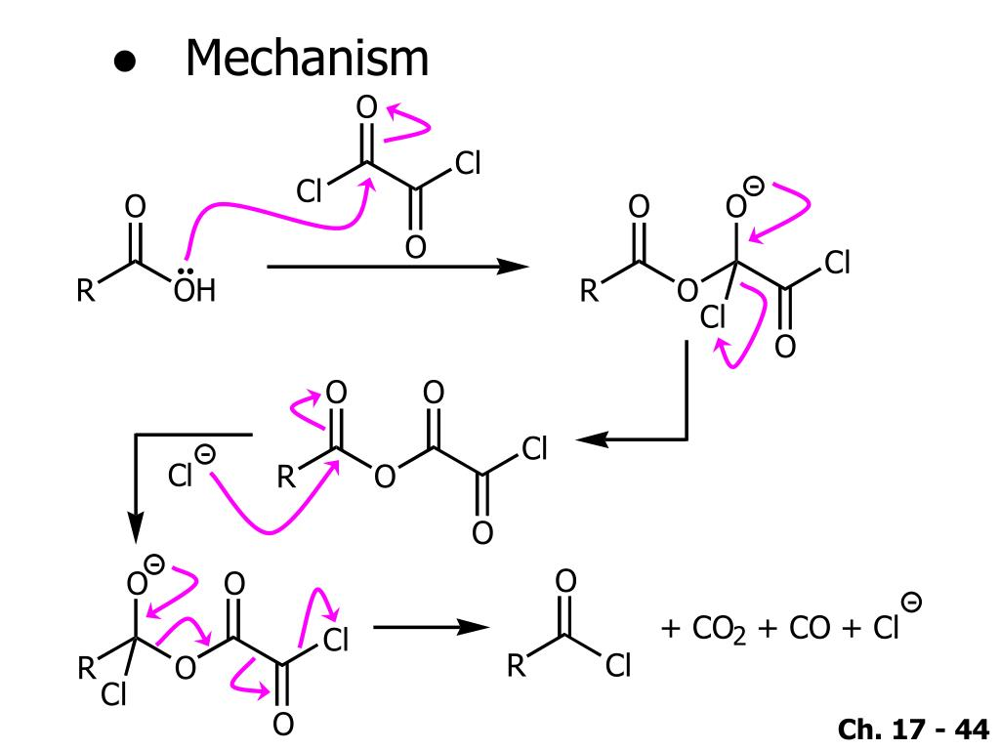 ● Mechanism
O
Cl
Cl
O
O
R
OH
O
O⊖
R
O
Cl
Cl
O
O
O
R
O
Cl
O
Cl⊖
O⊖
O
R
Cl
O
Cl
O
O
R
Cl
+ CO₂ + CO + Cl⊖
Ch. 17 - 44